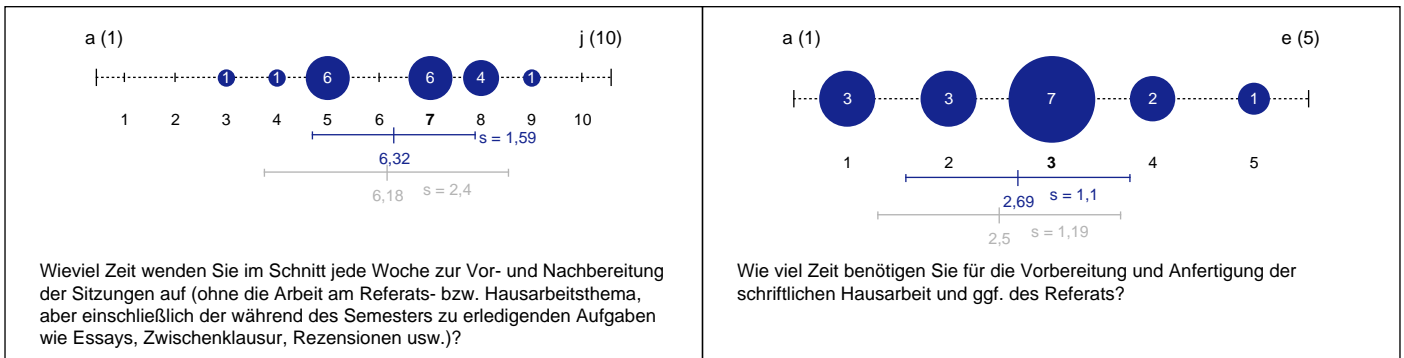 a (1) j (10)
1 1 6 6 4 1
1 2 3 4 5 6 7 8 9 10
s = 1,59
6,32
6,18 s = 2,4
Wieviel Zeit wenden Sie im Schnitt jede Woche zur Vor- und Nachbereitung
der Sitzungen auf (ohne die Arbeit am Referats- bzw. Hausarbeitsthema,
aber einschließlich der während des Semesters zu erledigenden Aufgaben
wie Essays, Zwischenklausur, Rezensionen usw.)?
a (1) e (5)
3 3 7 2 1
1 2 3 4 5
2,69 s = 1,1
2,5 s = 1,19
Wie viel Zeit benötigen Sie für die Vorbereitung und Anfertigung der
schriftlichen Hausarbeit und ggf. des Referats?